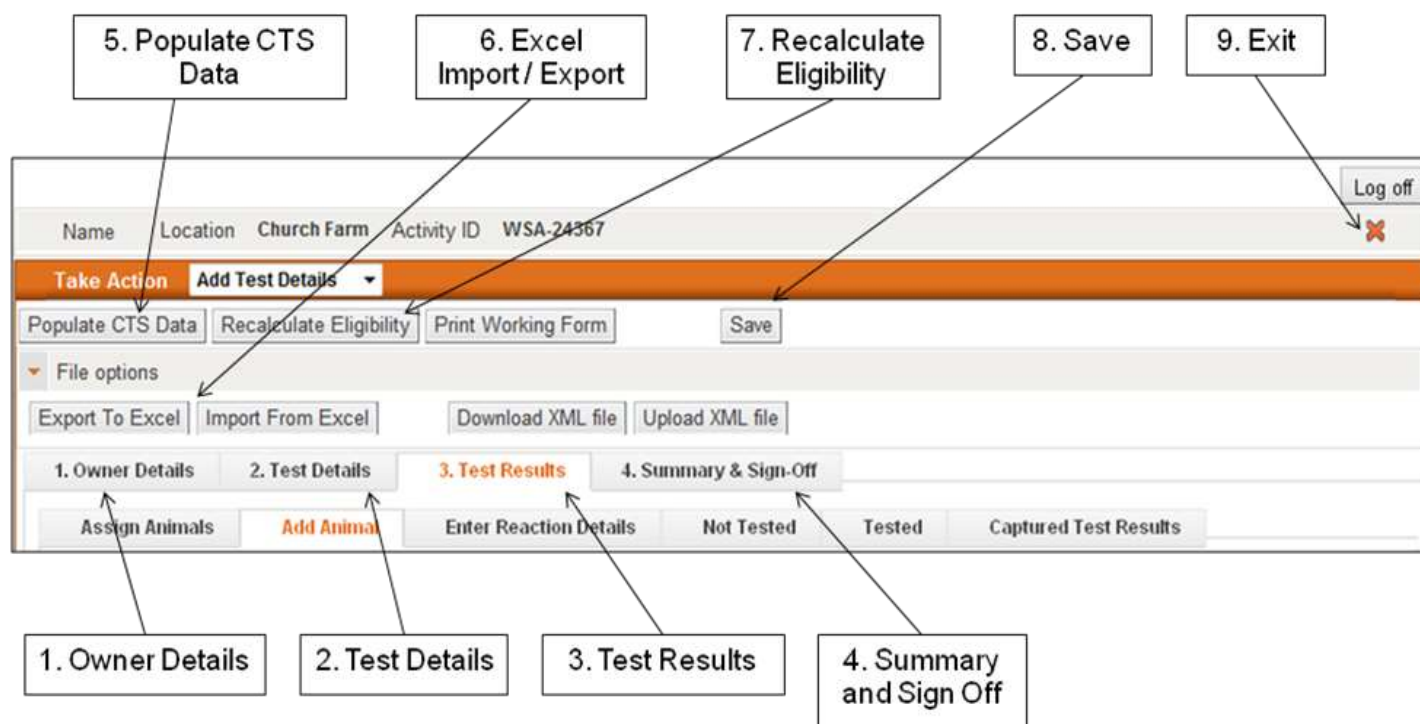 5. Populate CTS
Data
6. Excel
Import / Export
7. Recalculate
Eligibility
8. Save
9. Exit
Log off
Name Location Church Farm Activity ID WSA-24367
Take Action Add Test Details
Populate CTS Data Recalculate Eligibility Print Working Form Save
File options
Export To Excel Import From Excel Download XML file Upload XML file
1. Owner Details 2. Test Details 3. Test Results 4. Summary & Sign-Off
Assign Animals Add Animal Enter Reaction Details Not Tested Tested Captured Test Results
1. Owner Details
2. Test Details
3. Test Results
4. Summary
and Sign Off